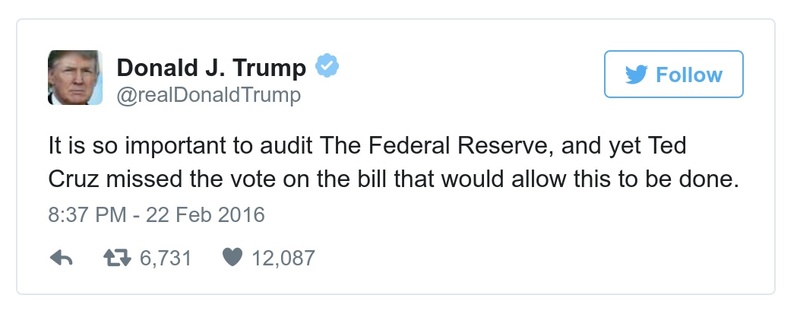 Donald J. Trump
@realDonaldTrump
Follow
It is so important to audit The Federal Reserve, and yet Ted
Cruz missed the vote on the bill that would allow this to be done.
8:37 PM - 22 Feb 2016
6,731 12,087